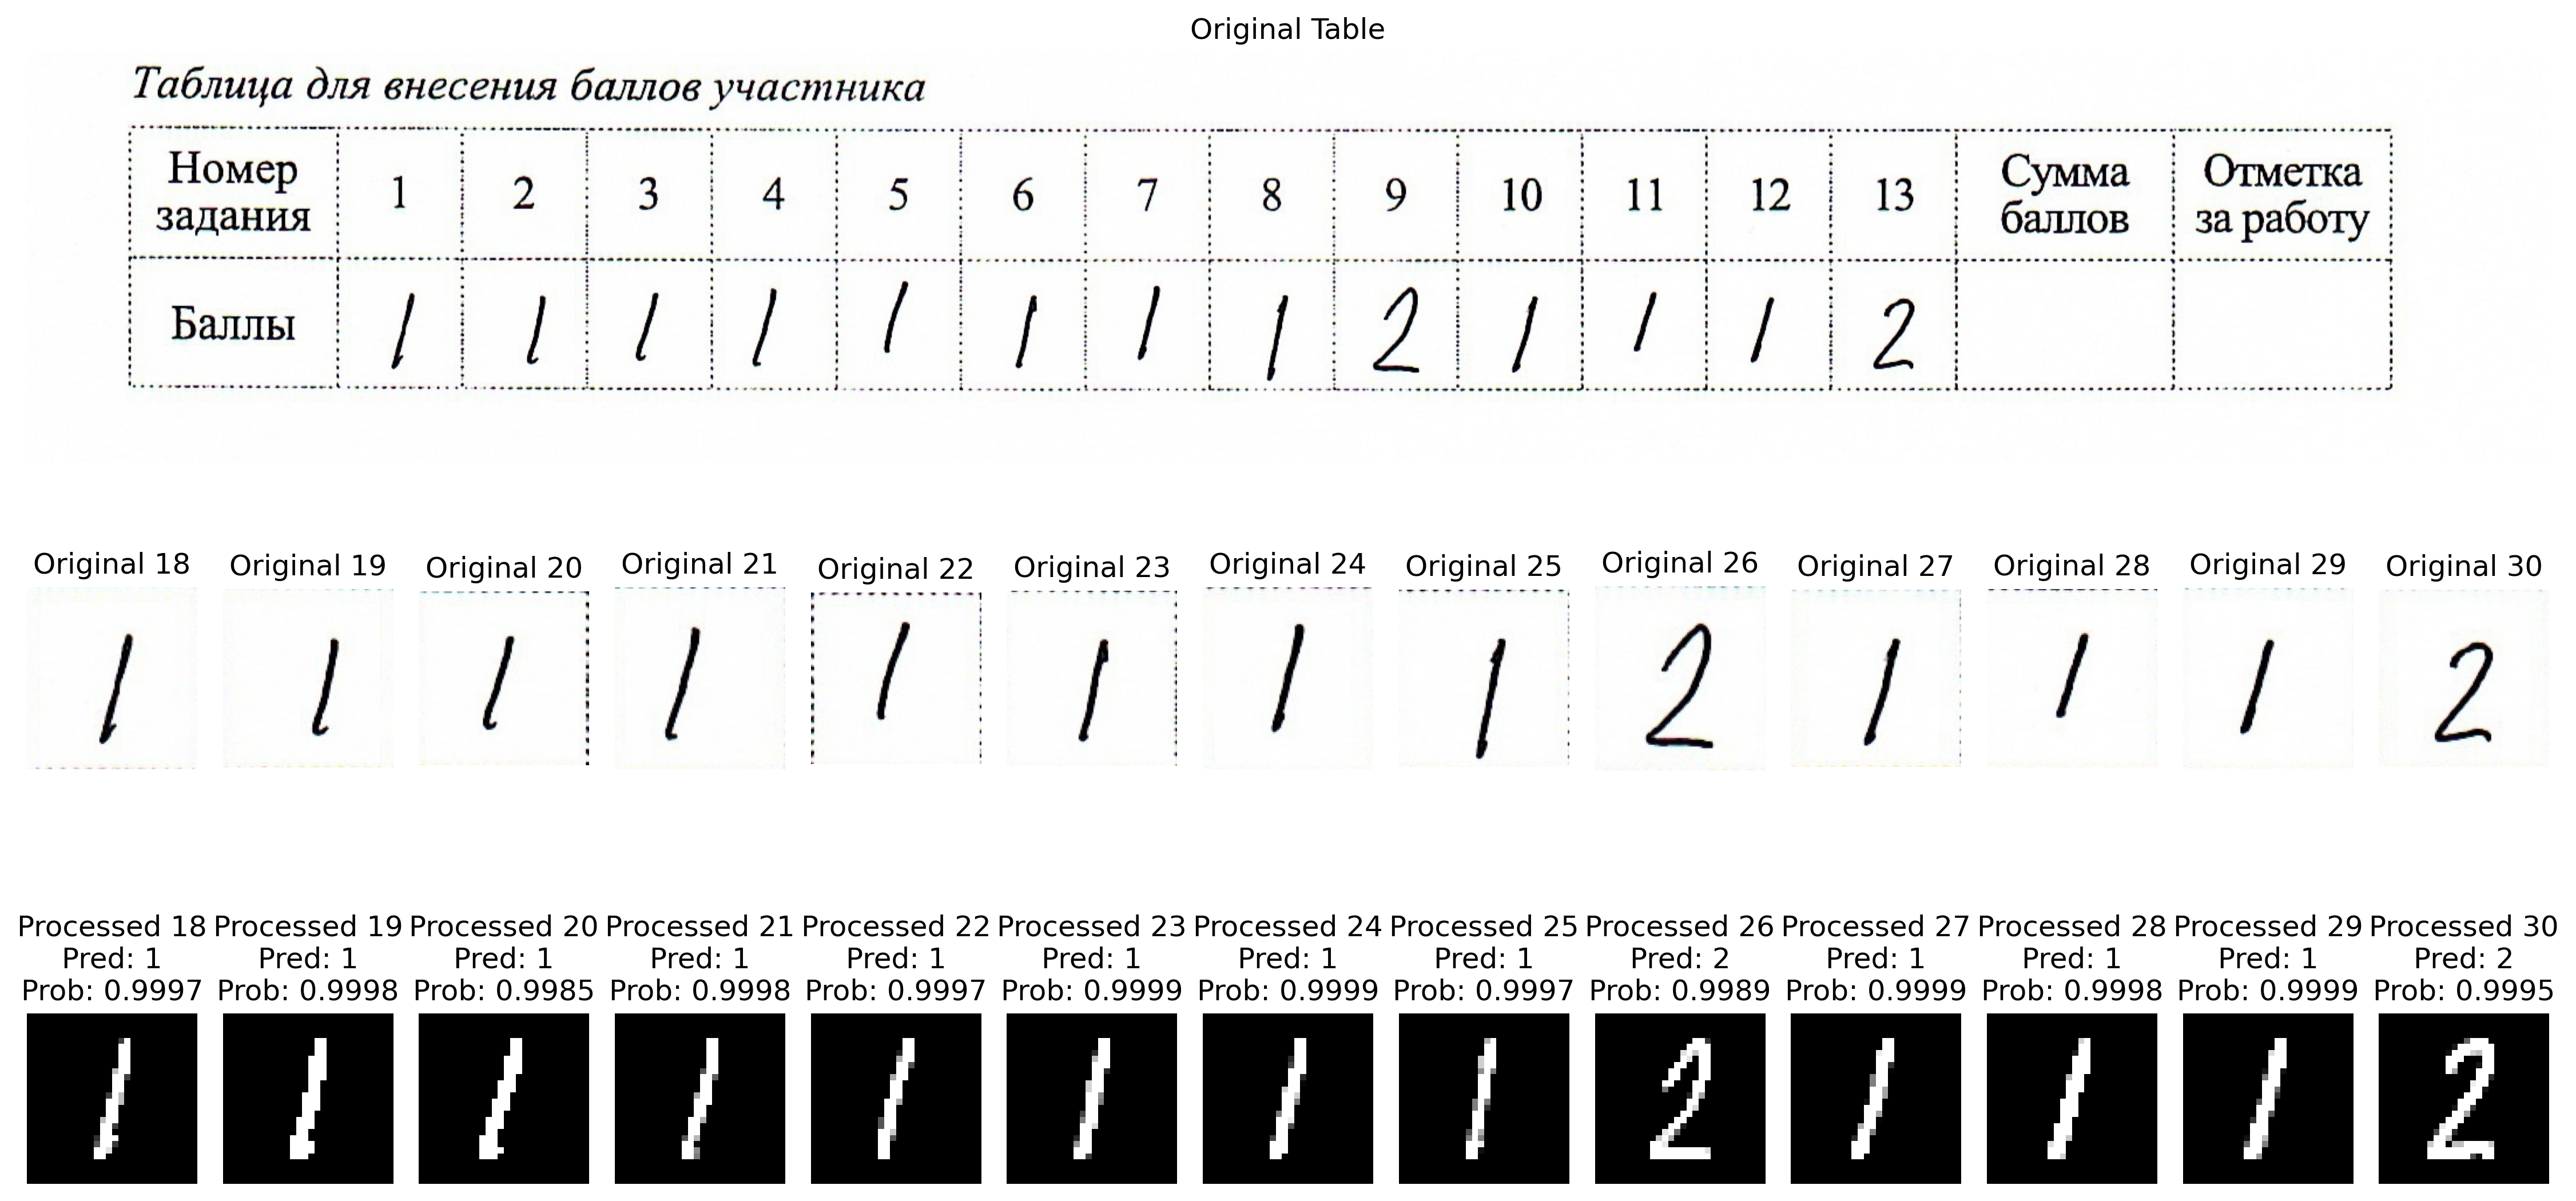 Original Table
Таблица для внесения баллов участника
Номер задания 1 2 3 4 5 6 7 8 9 10 11 12 13 Сумма баллов Отметка за работу
Баллы 1 1 1 1 1 1 1 1 2 1 1 1 2
Original 18 Original 19 Original 20 Original 21 Original 22 Original 23 Original 24 Original 25 Original 26 Original 27 Original 28 Original 29 Original 30
1 1 1 1 1 1 1 1 2 1 1 1 2
Processed 18 Processed 19 Processed 20 Processed 21 Processed 22 Processed 23 Processed 24 Processed 25 Processed 26 Processed 27 Processed 28 Processed 29 Processed 30
Pred: 1 Pred: 1 Pred: 1 Pred: 1 Pred: 1 Pred: 1 Pred: 1 Pred: 1 Pred: 2 Pred: 1 Pred: 1 Pred: 1 Pred: 2
Prob: 0.9997 Prob: 0.9998 Prob: 0.9985 Prob: 0.9998 Prob: 0.9997 Prob: 0.9999 Prob: 0.9999 Prob: 0.9997 Prob: 0.9989 Prob: 0.9999 Prob: 0.9998 Prob: 0.9999 Prob: 0.9995
1 1 1 1 1 1 1 1 2 1 1 1 2